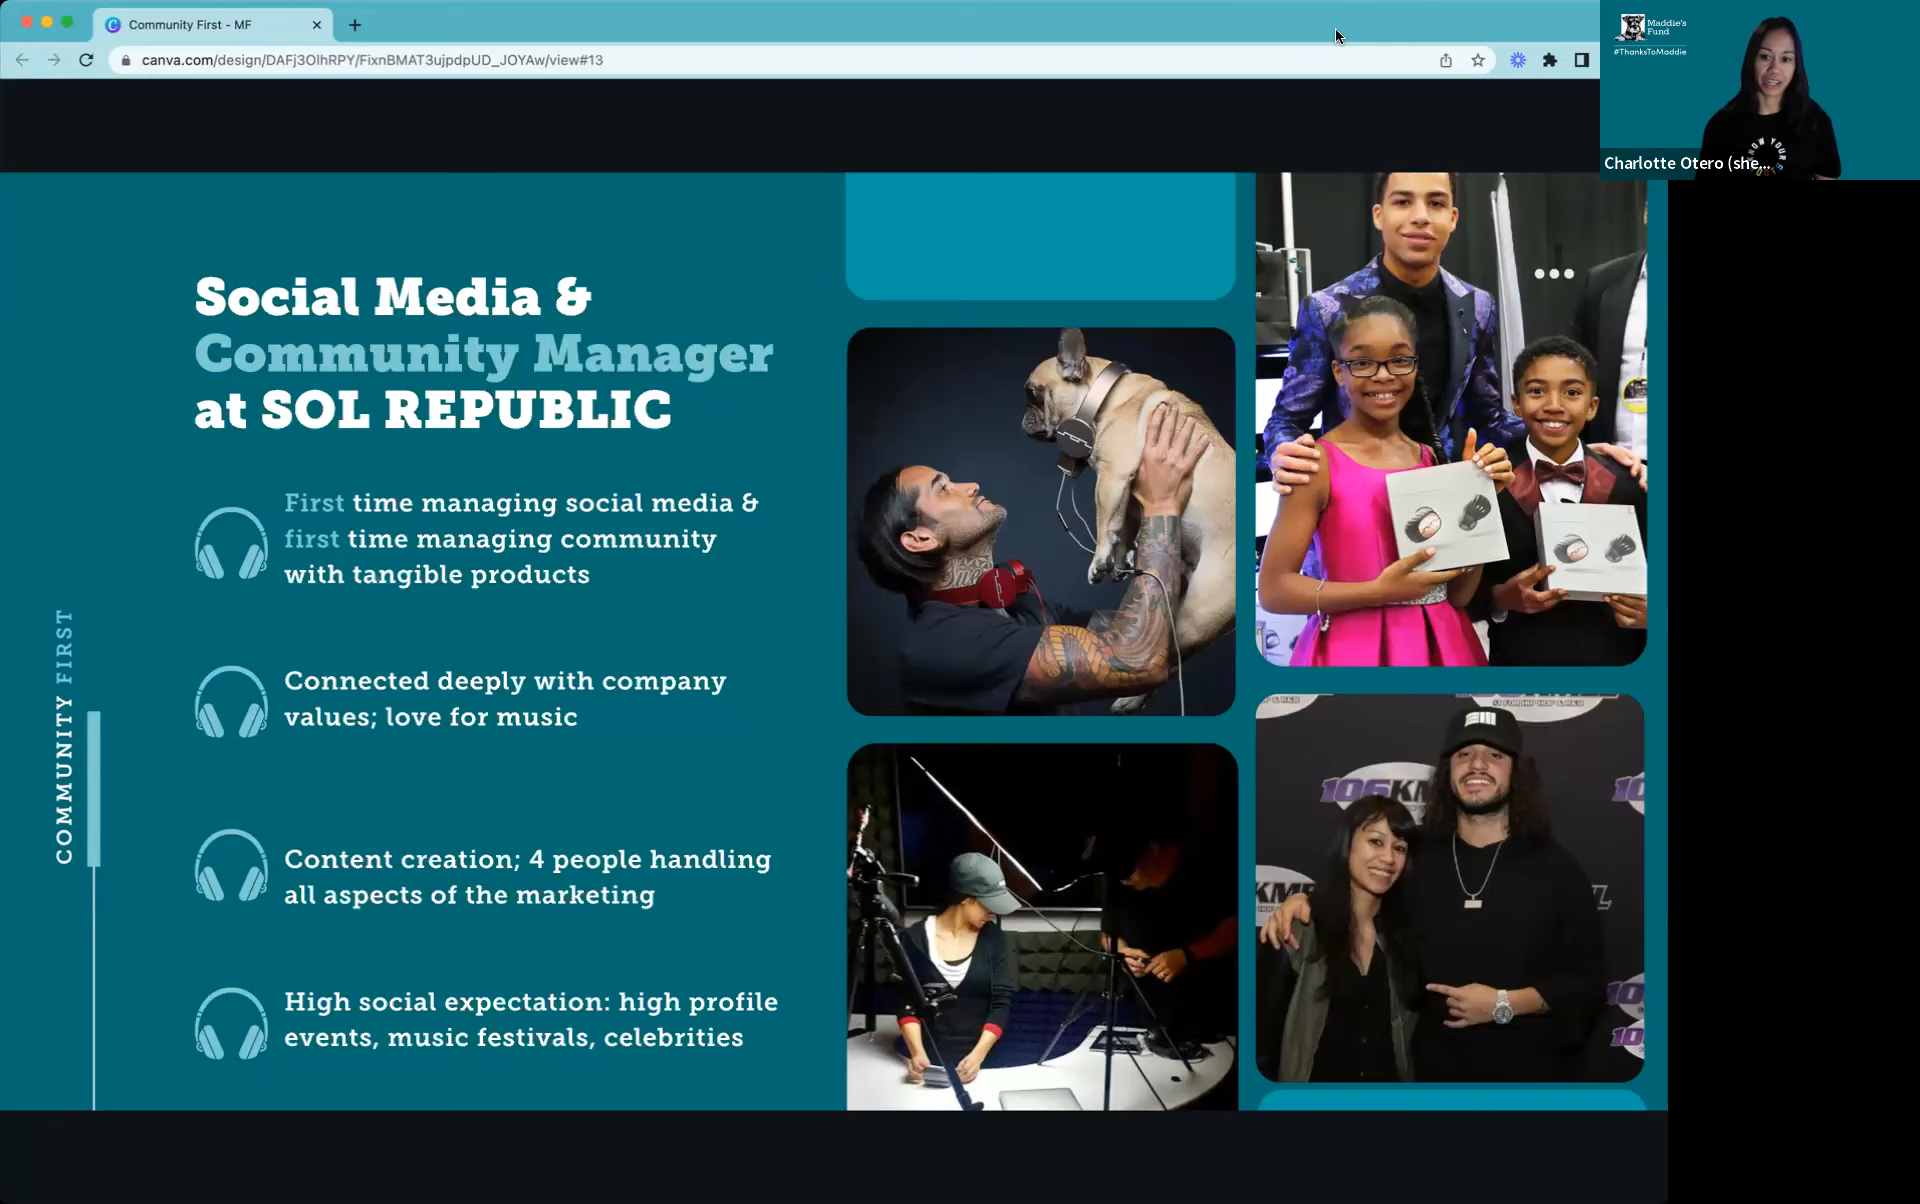 Community First - MF
canva.com/design/DAFj3OlhRPY/FixnBMAT3ujpdpUD_JOYAw/view#13
Maddie's
Fund
#ThanksToMaddie
Charlotte Otero (she...
Social Media &
Community Manager
at SOL REPUBLIC
First time managing social media &
first time managing community
with tangible products
Connected deeply with company
values; love for music
Content creation; 4 people handling
all aspects of the marketing
High social expectation: high profile
events, music festivals, celebrities
COMMUNITY FIRST
106KM